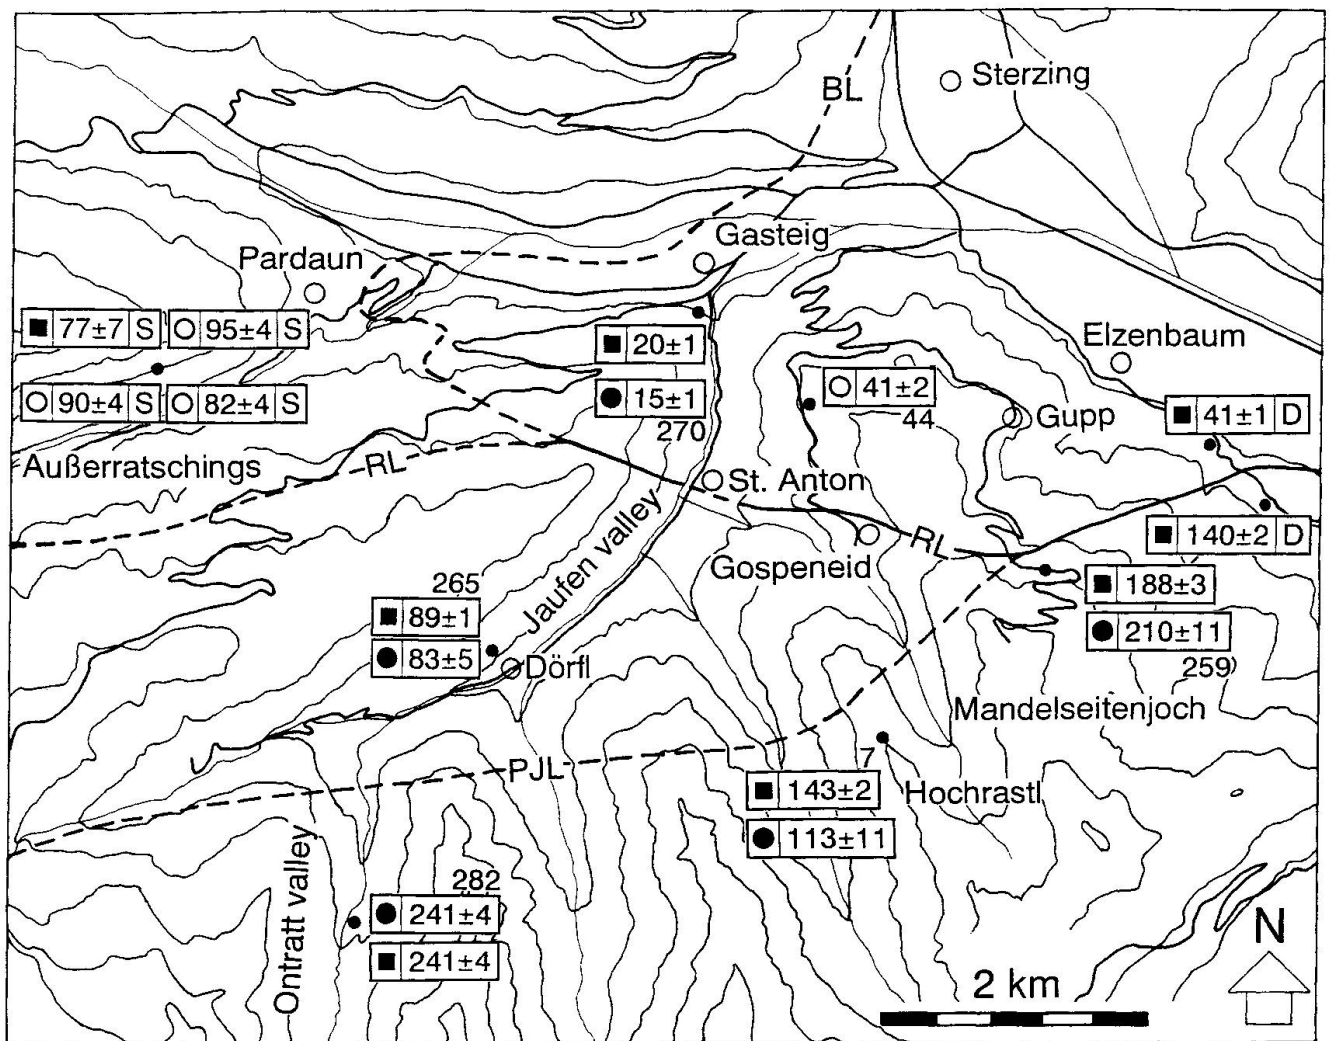 Sterzing
BL
Gasteig
Pardaun
77±7 S
95±4 S
20±1
Elzenbaum
90±4 S
82±4 S
15±1
270
41±2
44
Gupp
41±1 D
Außerratschings
RL
St. Anton
Jaufen valley
Gospeneid
RL
140±2 D
265
89±1
83±5
Dörfl
188±3
210±11
259
Mandelseitenjoch
PJL
7
143±2
Hochrastl
113±11
Ontratt valley
282
241±4
241±4
N
2 km